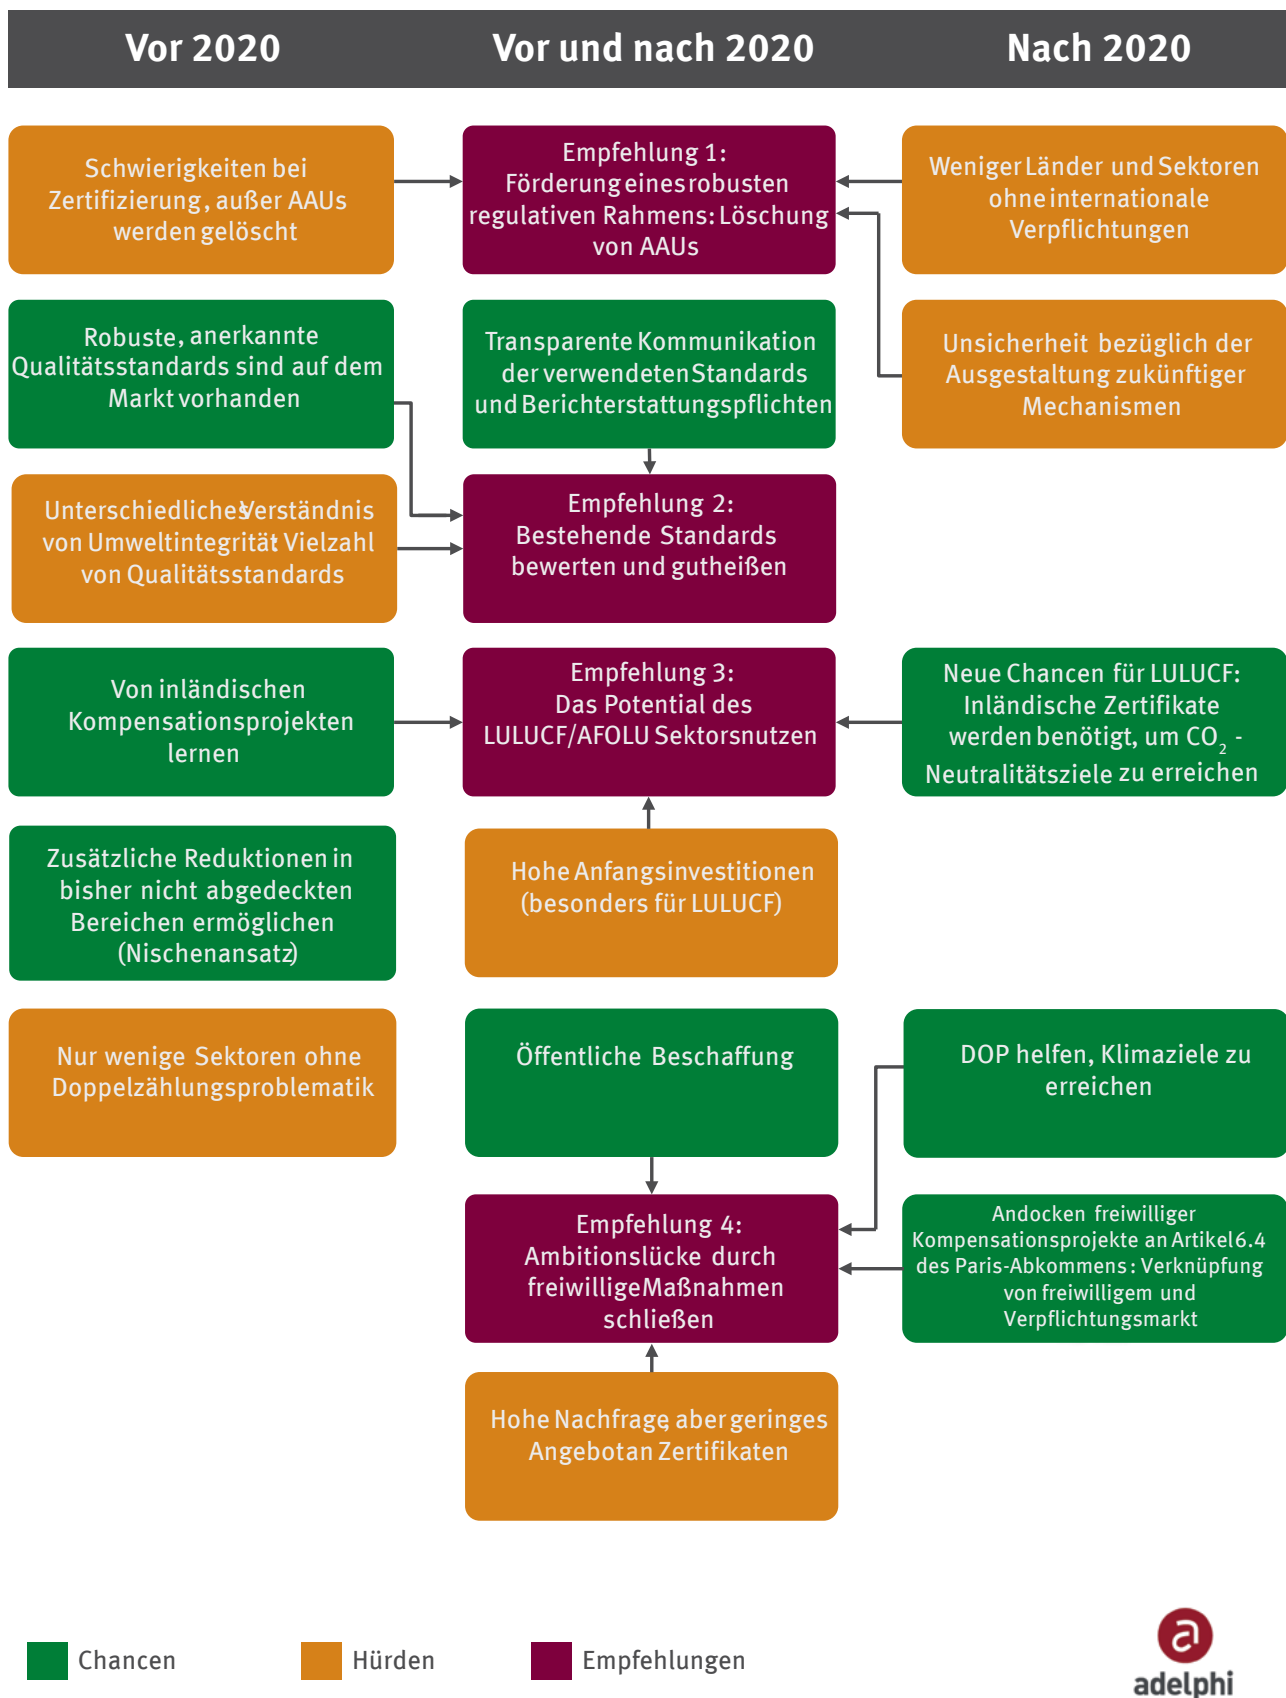 Vor 2020
Vor und nach 2020
Nach 2020
Schwierigkeiten bei
Zertifizierung, außer AAUs
werden gelöscht
Empfehlung 1:
Förderung eines robusten
regulativen Rahmens: Löschung
von AAUs
Weniger Länder und Sektoren
ohne internationale
Verpflichtungen
Robuste, anerkannte
Qualitätsstandards sind auf dem
Markt vorhanden
Transparente Kommunikation
der verwendeten Standards
und Berichterstattungspflichten
Unsicherheit bezüglich der
Ausgestaltung zukünftiger
Mechanismen
Unterschiedliches Verständnis
von Umweltintegrität: Vielzahl
von Qualitätsstandards
Empfehlung 2:
Bestehende Standards
bewerten und gutheißen
Von inländischen
Kompensationsprojekten
lernen
Empfehlung 3:
Das Potential des
LULUCF/AFOLU Sektors nutzen
Neue Chancen für LULUCF:
Inländische Zertifikate
werden benötigt, um CO₂ -
Neutralitätsziele zu erreichen
Zusätzliche Reduktionen in
bisher nicht abgedeckten
Bereichen ermöglichen
(Nischenansatz)
Hohe Anfangsinvestitionen
(besonders für LULUCF)
Nur wenige Sektoren ohne
Doppelzählungsproblematik
Öffentliche Beschaffung
DOP helfen, Klimaziele zu
erreichen
Empfehlung 4:
Ambitionslücke durch
freiwillige Maßnahmen
schließen
Andocken freiwilliger
Kompensationsprojekte an Artikel 6.4
des Paris-Abkommens: Verknüpfung
von freiwilligem und
Verpflichtungsmarkt
Hohe Nachfrage, aber geringes
Angebot an Zertifikaten
Chancen
Hürden
Empfehlungen
adelphi